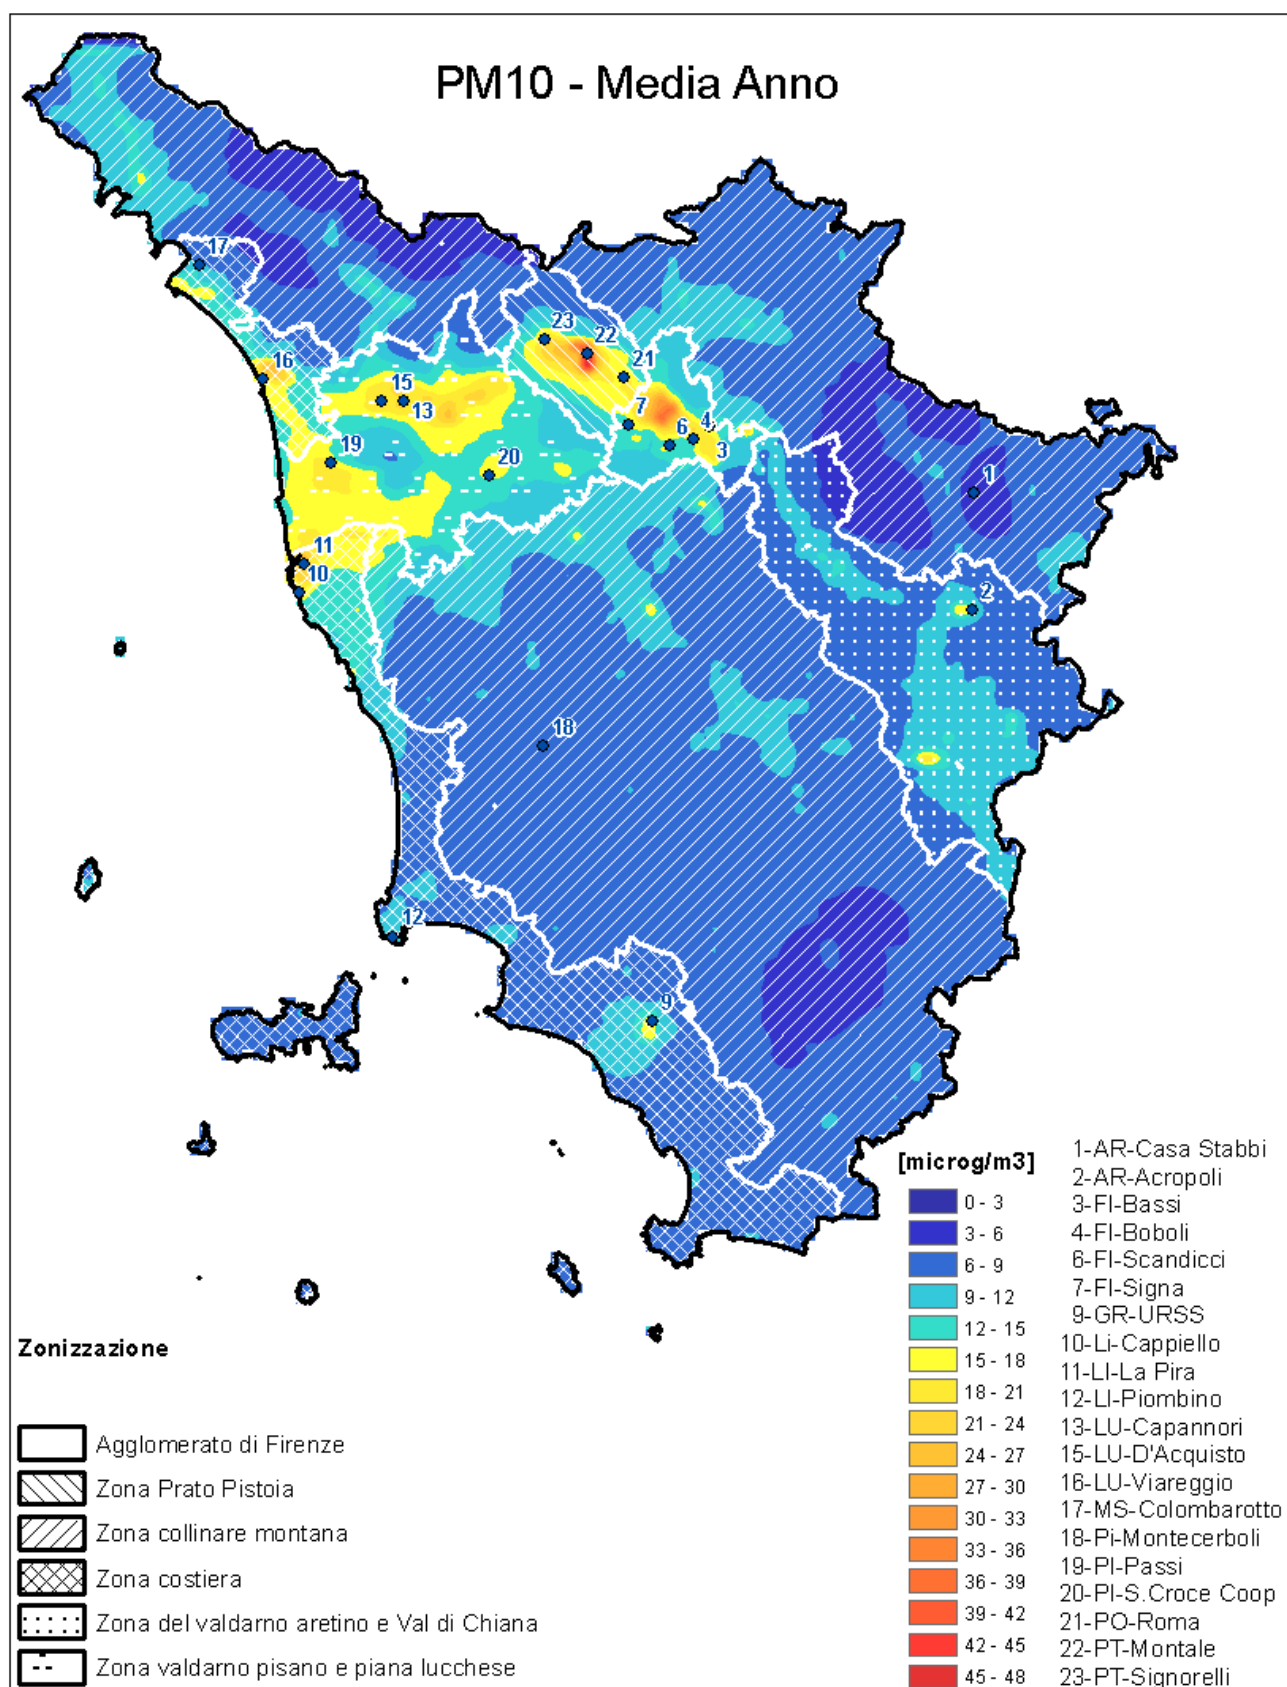 PM10 - Media Anno
17
23
22
21
16
15
13
7
4
6
3
19
20
1
11
10
2
18
12
9
[microg/m3]
0 - 3
3 - 6
6 - 9
9 - 12
12 - 15
15 - 18
18 - 21
21 - 24
24 - 27
27 - 30
30 - 33
33 - 36
36 - 39
39 - 42
42 - 45
45 - 48
1-AR-Casa Stabbi
2-AR-Acropoli
3-FI-Bassi
4-FI-Boboli
6-FI-Scandicci
7-FI-Signa
9-GR-URSS
10-Li-Cappiello
11-LI-La Pira
12-LI-Piombino
13-LU-Capannori
15-LU-D'Acquisto
16-LU-Viareggio
17-MS-Colombarotto
18-Pi-Montecerboli
19-PI-Passi
20-PI-S.Croce Coop
21-PO-Roma
22-PT-Montale
23-PT-Signorelli
Zonizzazione
Agglomerato di Firenze
Zona Prato Pistoia
Zona collinare montana
Zona costiera
Zona del valdarno aretino e Val di Chiana
Zona valdarno pisano e piana lucchese